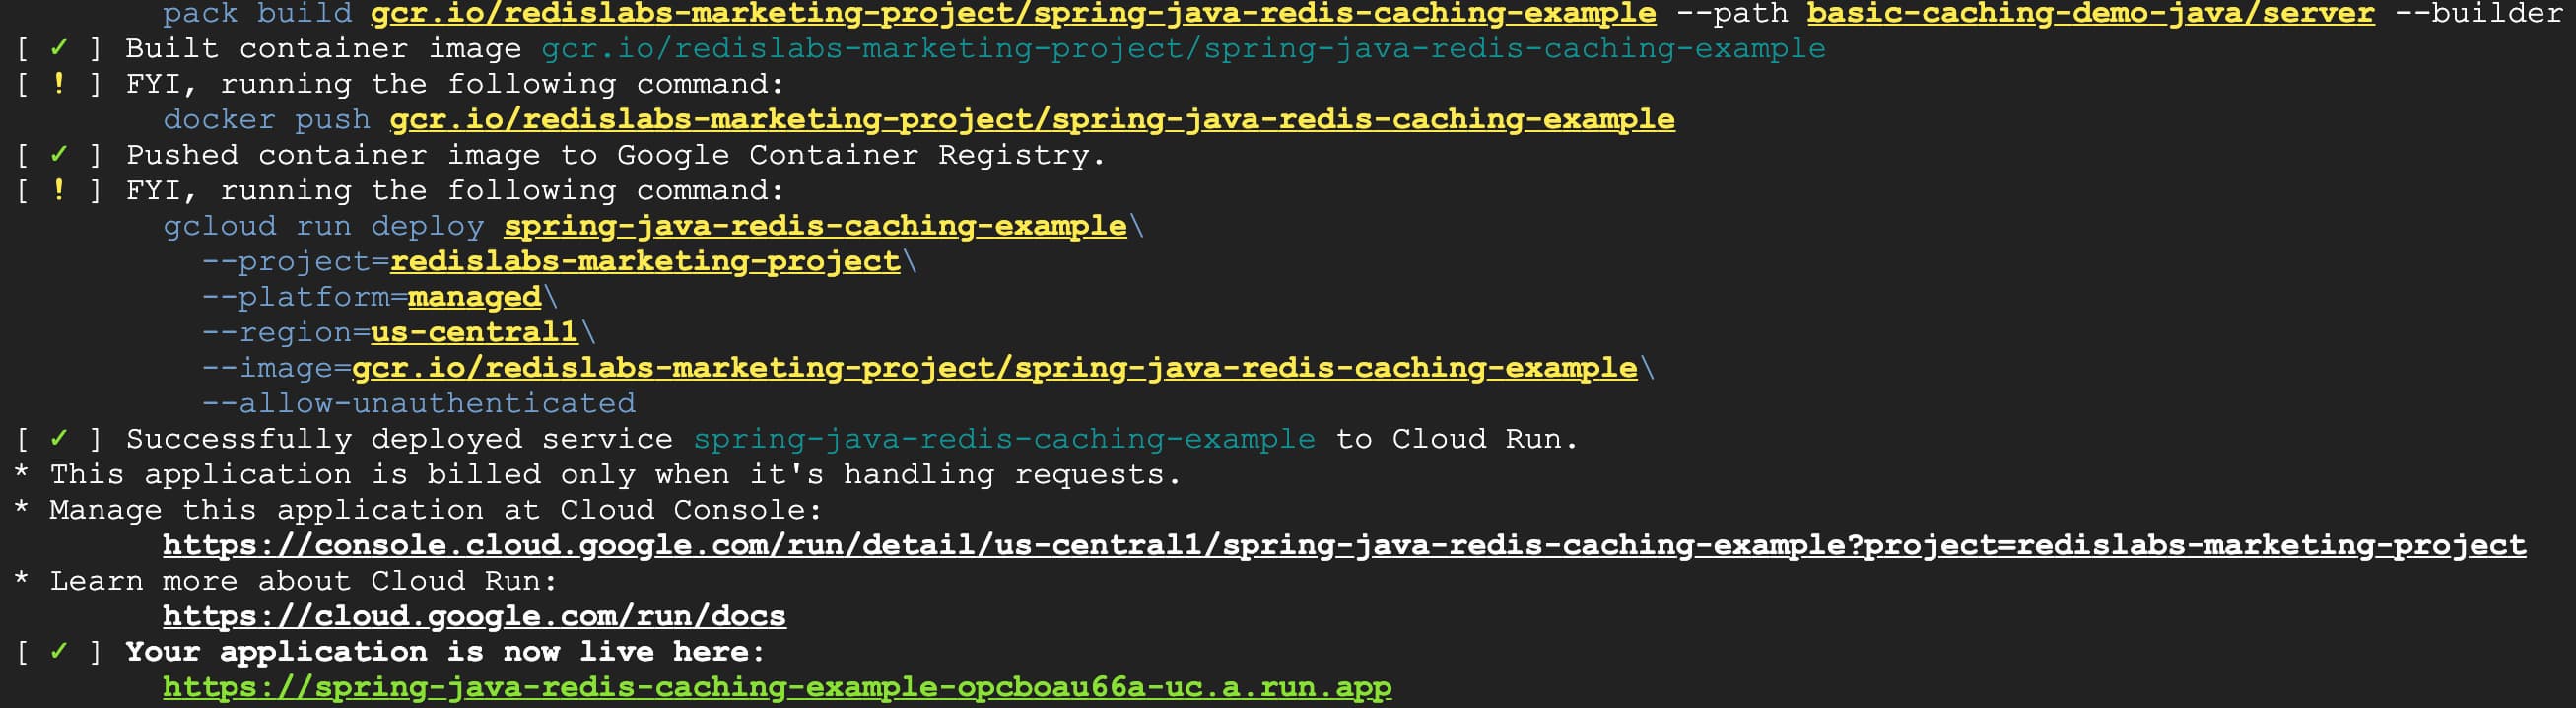 pack build gcr.io/redislabs-marketing-project/spring-java-redis-caching-example --path basic-caching-demo-java/server --builder
[ ✓ ] Built container image gcr.io/redislabs-marketing-project/spring-java-redis-caching-example
[ ! ] FYI, running the following command:
docker push gcr.io/redislabs-marketing-project/spring-java-redis-caching-example
[ ✓ ] Pushed container image to Google Container Registry.
[ ! ] FYI, running the following command:
gcloud run deploy spring-java-redis-caching-example\
--project=redislabs-marketing-project\
--platform=managed\
--region=us-central1\
--image=gcr.io/redislabs-marketing-project/spring-java-redis-caching-example\
--allow-unauthenticated
[ ✓ ] Successfully deployed service spring-java-redis-caching-example to Cloud Run.
* This application is billed only when it's handling requests.
* Manage this application at Cloud Console:
https://console.cloud.google.com/run/detail/us-central1/spring-java-redis-caching-example?project=redislabs-marketing-project
* Learn more about Cloud Run:
https://cloud.google.com/run/docs
[ ✓ ] Your application is now live here:
https://spring-java-redis-caching-example-opcboau66a-uc.a.run.app